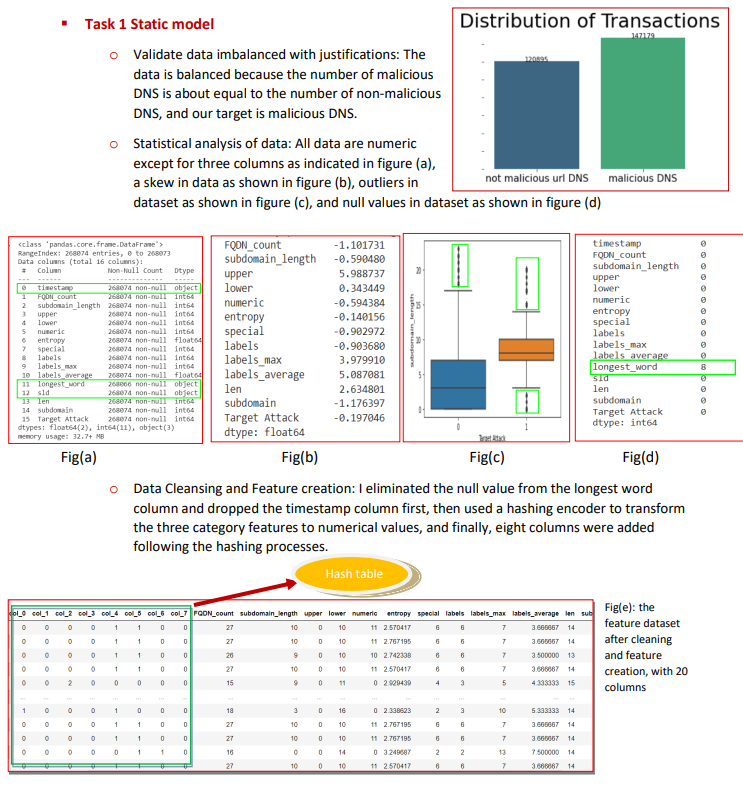 ▪ Task 1 Static model
o Validate data imbalanced with justifications: The
data is balanced because the number of malicious
DNS is about equal to the number of non-malicious
DNS, and our target is malicious DNS.
Distribution of Transactions
120895
147179
not malicious url DNS
malicious DNS
o Statistical analysis of data: All data are numeric
except for three columns as indicated in figure (a),
a skew in data as shown in figure (b), outliers in
dataset as shown in figure (c), and null values in dataset as shown in figure (d)
<class 'pandas.core.frame.DataFrame'>
RangeIndex: 268074 entries, 0 to 268073
Data columns (total 16 columns):
# Column Non-Null Count Dtype
--- ------ -------------- -----
0 timestamp 268074 non-null object
1 FQDN_count 268074 non-null int64
2 subdomain_length 268074 non-null int64
3 upper 268074 non-null int64
4 lower 268074 non-null int64
5 numeric 268074 non-null int64
6 entropy 268074 non-null float64
7 special 268074 non-null int64
8 labels 268074 non-null int64
9 labels_max 268074 non-null int64
10 labels_average 268074 non-null float64
11 longest_word 268066 non-null object
12 sld 268074 non-null object
13 len 268074 non-null int64
14 subdomain 268074 non-null int64
15 Target Attack 268074 non-null int64
dtypes: float64(2), int64(11), object(3)
memory usage: 32.7+ MB
FQDN_count -1.101731
subdomain_length -0.590480
upper 5.988737
lower 0.343449
numeric -0.594384
entropy -0.140156
special -0.902972
labels -0.903680
labels_max 3.979910
labels_average 5.087081
len 2.634801
subdomain -1.176397
Target Attack -0.197046
dtype: float64
subdomain_length
20
15
10
5
0
0 1
Target Attack
timestamp 0
FQDN_count 0
subdomain_length 0
upper 0
lower 0
numeric 0
entropy 0
special 0
labels 0
labels_max 0
labels_average 0
longest_word 8
sld 0
len 0
subdomain 0
Target Attack 0
dtype: int64
Fig(a)
Fig(b)
Fig(c)
Fig(d)
o Data Cleansing and Feature creation: I eliminated the null value from the longest word
column and dropped the timestamp column first, then used a hashing encoder to transform
the three category features to numerical values, and finally, eight columns were added
following the hashing processes.
Hash table
col_0 col_1 col_2 col_3 col_4 col_5 col_6 col_7 FQDN_count subdomain_length upper lower numeric entropy special labels labels_max labels_average len sub
0 0 0 0 1 1 0 0 27 10 0 10 11 2.570417 6 6 7 3.666667 14
0 0 0 0 1 1 0 0 27 10 0 10 11 2.767195 6 6 7 3.666667 14
0 0 0 0 1 1 0 0 26 9 0 10 10 2.742338 6 6 7 3.500000 13
0 0 0 0 1 1 0 0 27 10 0 10 11 2.570417 6 6 7 3.666667 14
0 0 2 0 0 0 0 0 15 9 0 11 0 2.929439 4 3 5 4.333333 15
... ... ... ... ... ... ... ... ... ... ... ... ... ... ... ... ... ... ...
1 0 0 0 1 0 0 0 18 3 0 16 0 2.338623 2 3 10 5.333333 14
0 0 0 0 1 1 0 0 27 10 0 10 11 2.767195 6 6 7 3.666667 14
0 0 0 0 1 1 0 0 27 10 0 10 11 2.767195 6 6 7 3.666667 14
0 0 0 0 0 1 1 0 16 0 0 14 0 3.249687 2 2 13 7.500000 14
0 0 0 0 1 1 0 0 27 10 0 10 11 2.570417 6 6 7 3.666667 14
Fig(e): the
feature dataset
after cleaning
and feature
creation, with 20
columns